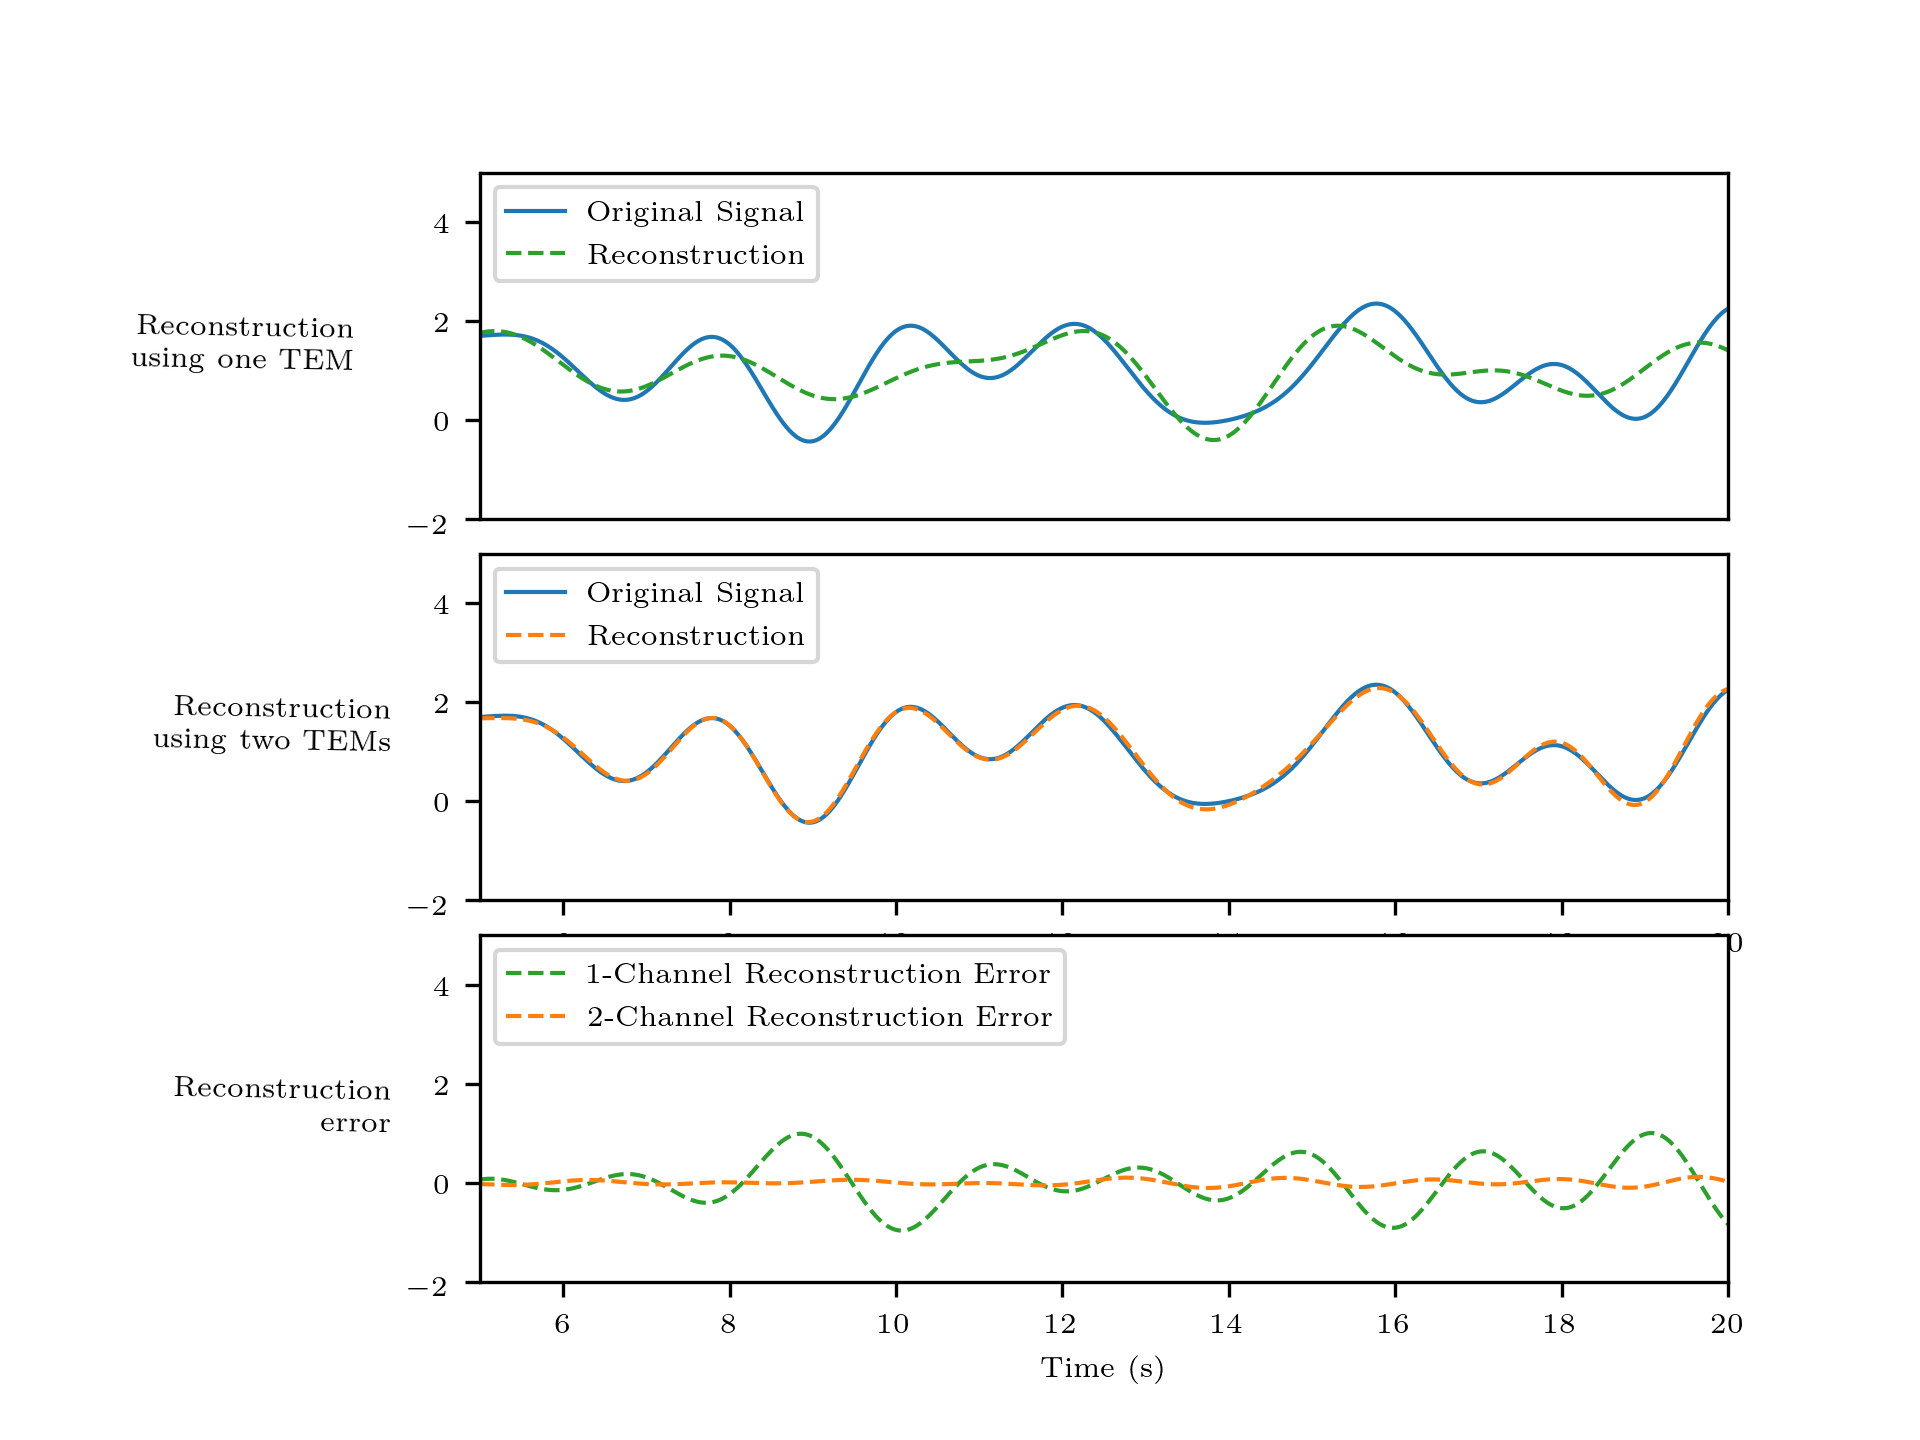 Original Signal
Reconstruction
4
2
0
−2
Reconstruction
using one TEM
Original Signal
Reconstruction
4
2
0
−2
Reconstruction
using two TEMs
1-Channel Reconstruction Error
2-Channel Reconstruction Error
4
2
0
−2
Reconstruction
error
6 8 10 12 14 16 18 20
Time (s)